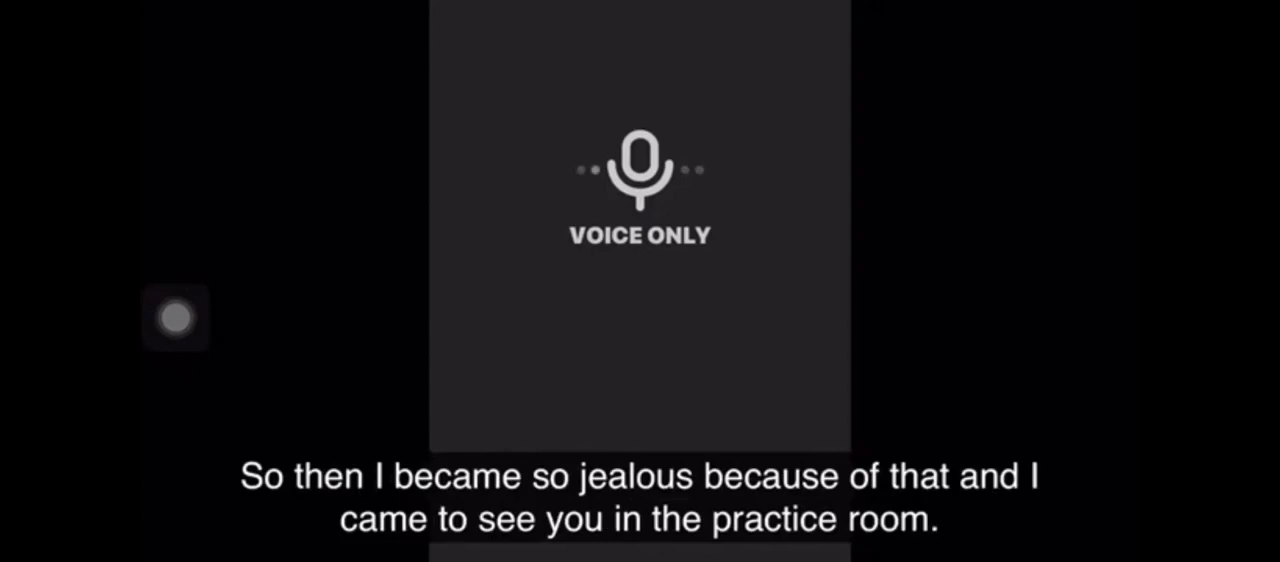 VOICE ONLY
So then I became so jealous because of that and I
came to see you in the practice room.